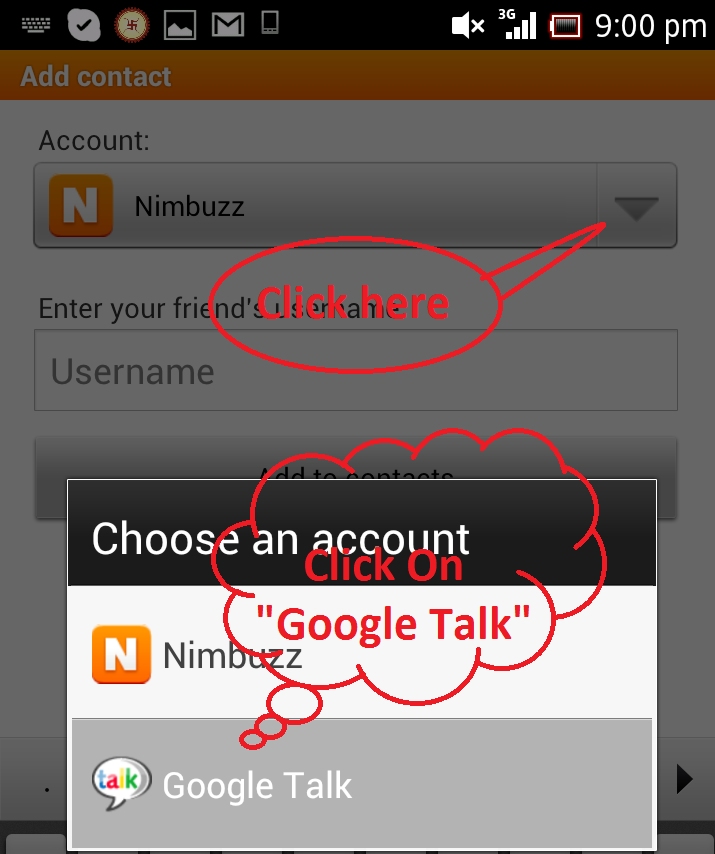 3G 9:00 pm
Add contact
Account:
N Nimbuzz
Click here
Enter your friend's username
Username
Add to contacts
Choose an account
Click On
"Google Talk"
N Nimbuzz
talk Google Talk
.